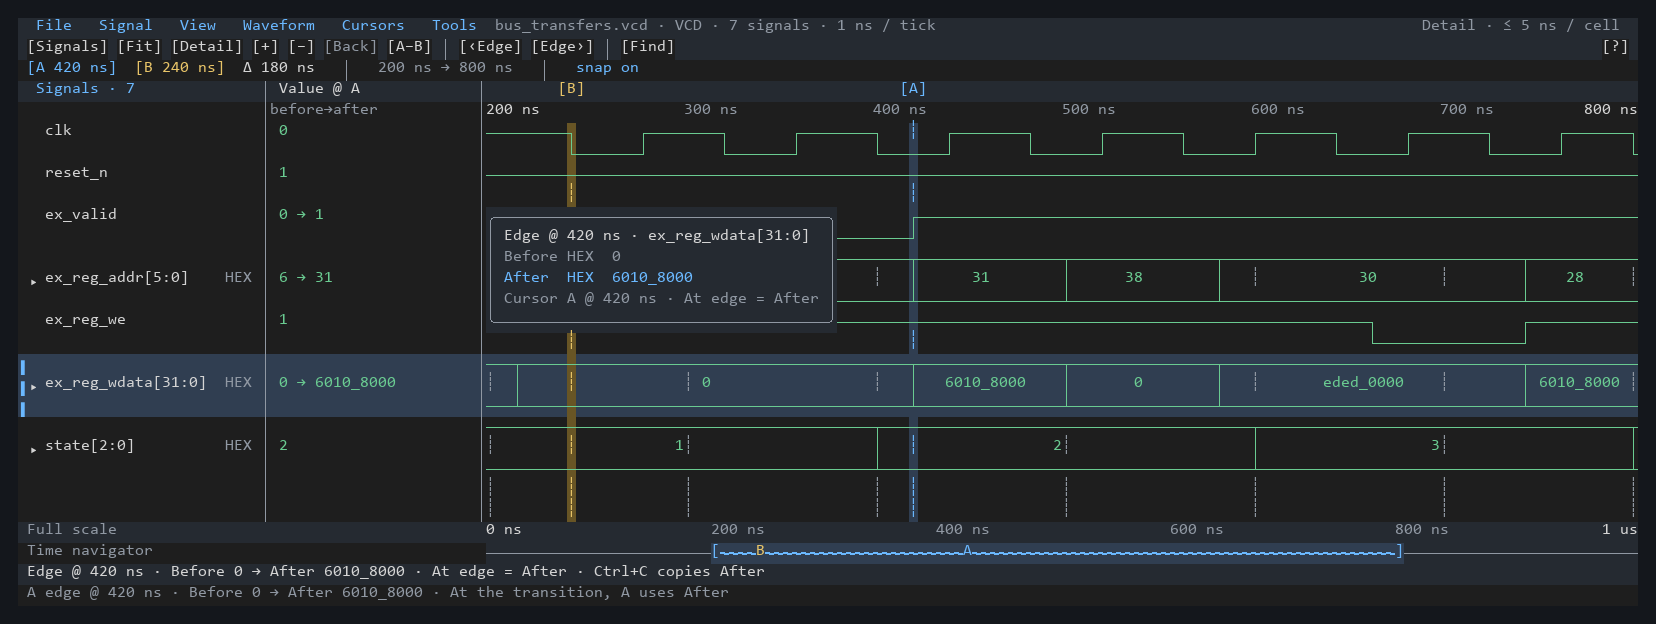 File Signal View Waveform Cursors Tools bus_transfers.vcd · VCD · 7 signals · 1 ns / tick Detail · ≤ 5 ns / cell
[Signals] [Fit] [Detail] [+] [−] [Back] [A−B] │ [‹Edge] [Edge›] │ [Find] [?]
[A 420 ns] [B 240 ns] Δ 180 ns │ 200 ns → 800 ns │ snap on
Signals · 7 Value @ A [B] [A]
before→after 200 ns 300 ns 400 ns 500 ns 600 ns 700 ns 800 ns
clk 0
reset_n 1
ex_valid 0 → 1
Edge @ 420 ns · ex_reg_wdata[31:0]
Before HEX 0
After HEX 6010_8000
Cursor A @ 420 ns · At edge = After
▸ ex_reg_addr[5:0] HEX 6 → 31 31 38 30 28
ex_reg_we 1
▸ ex_reg_wdata[31:0] HEX 0 → 6010_8000 0 6010_8000 0 eded_0000 6010_8000
▸ state[2:0] HEX 2 1 2 3
Full scale 0 ns 200 ns 400 ns 600 ns 800 ns 1 us
Time navigator [ B A ]
Edge @ 420 ns · Before 0 → After 6010_8000 · At edge = After · Ctrl+C copies After
A edge @ 420 ns · Before 0 → After 6010_8000 · At the transition, A uses After